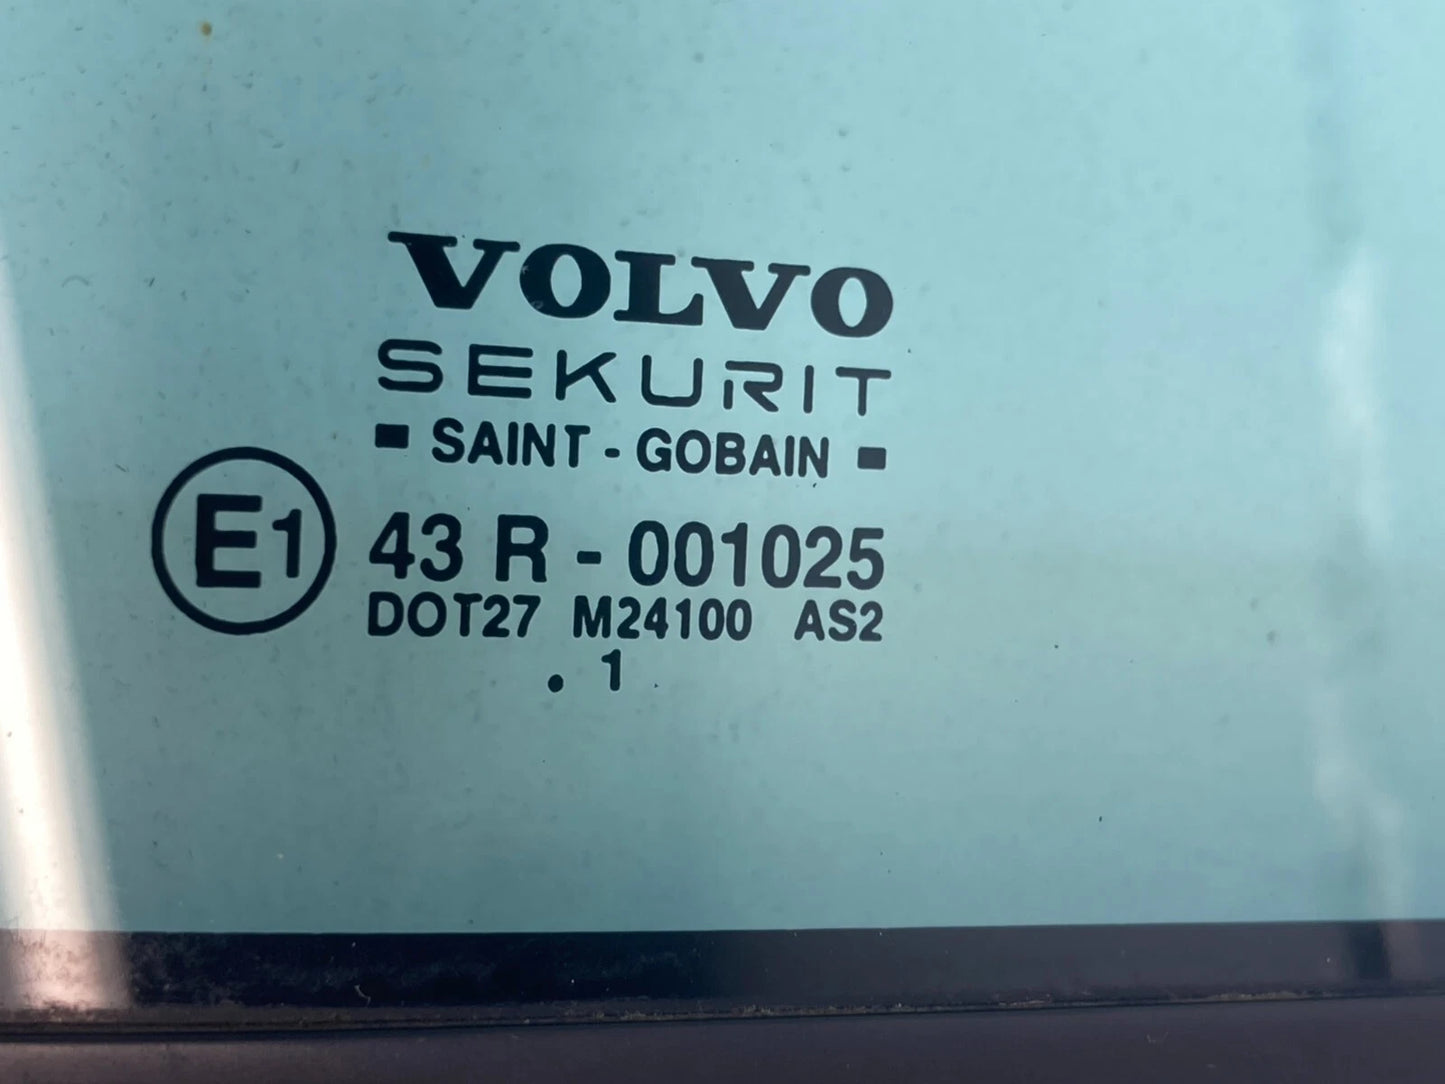 VOLVO
SEKURIT
■ SAINT - GOBAIN ■
E1 43 R - 001025
DOT27 M24100 AS2
. 1